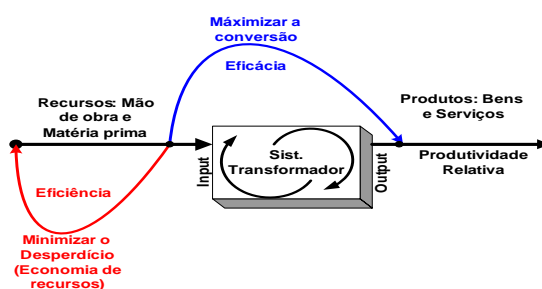 Máximizar a
conversão
Eficácia
Recursos: Mão
de obra e
Matéria prima
Produtos: Bens
e Serviços
Input
Sist.
Transformador
Output
Produtividade
Relativa
Eficiência
Minimizar o
Desperdício
(Economia de
recursos)